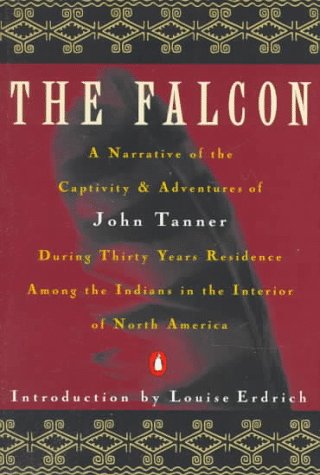 THE FALCON
A Narrative of the
Captivity & Adventures of
John Tanner
During Thirty Years Residence
Among the Indians in the Interior
of North America
Introduction by Louise Erdrich